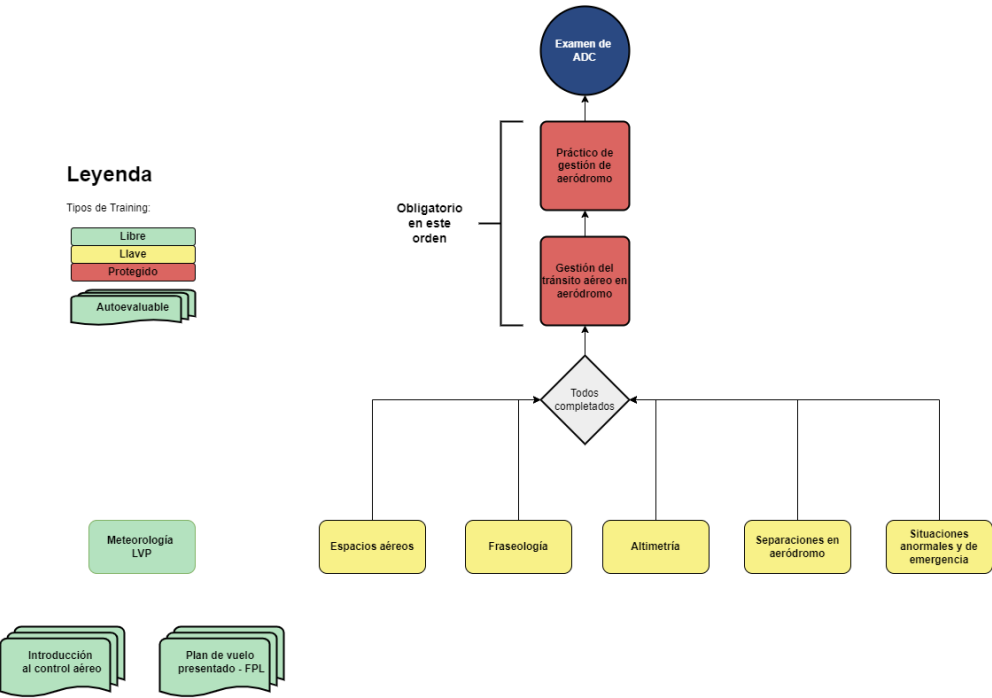 Examen de
ADC
Práctico de
gestión de
aeródromo
Leyenda
Tipos de Training:
Obligatorio
en este
orden
Libre
Llave
Protegido
Gestión del
tránsito aéreo en
aeródromo
Autoevaluable
Todos
completados
Meteorología
LVP
Espacios aéreos
Fraseología
Altimetría
Separaciones en
aeródromo
Situaciones
anormales y de
emergencia
Introducción
al control aéreo
Plan de vuelo
presentado - FPL